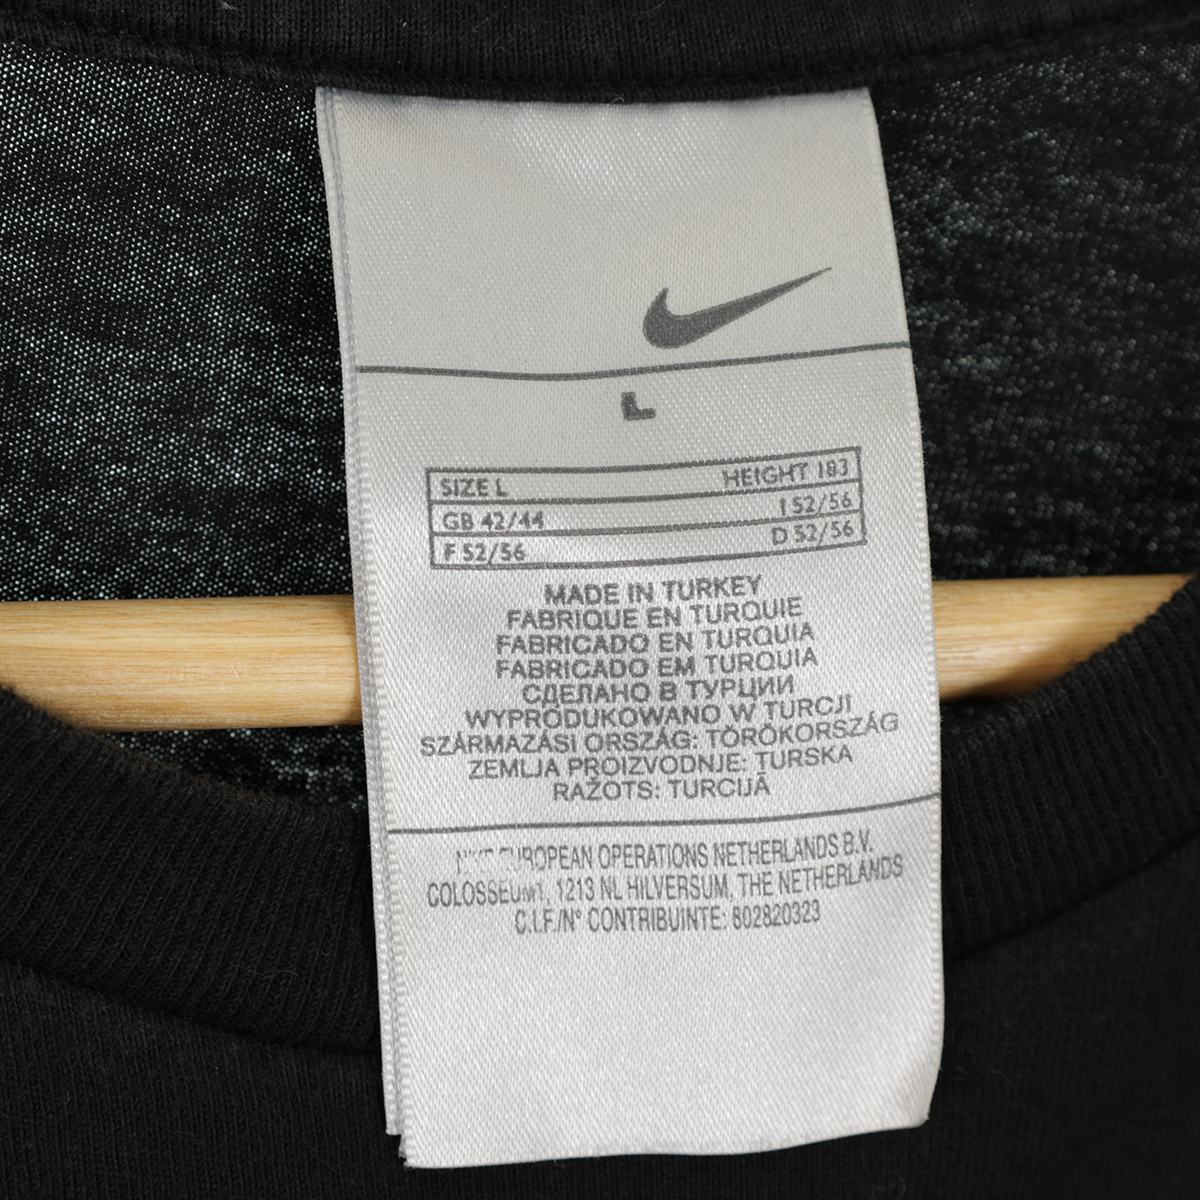 L
SIZE L HEIGHT 183
GB 42/44 I 52/56
F 52/56 D 52/56
MADE IN TURKEY
FABRIQUE EN TURQUIE
FABRICADO EN TURQUIA
FABRICADO EM TURQUIA
СДЕЛАНО В ТУРЦИИ
WYPRODUKOWANO W TURCJI
SZÁRMAZÁSI ORSZÁG: TÖRÖKORSZÁG
ZEMLJA PROIZVODNJE: TURSKA
RAŽOTS: TURCIJĀ
EUROPEAN OPERATIONS NETHERLANDS B.V.
COLOSSEUM1, 1213 NL HILVERSUM, THE NETHERLANDS
C.I.F./N° CONTRIBUINTE: 802820323